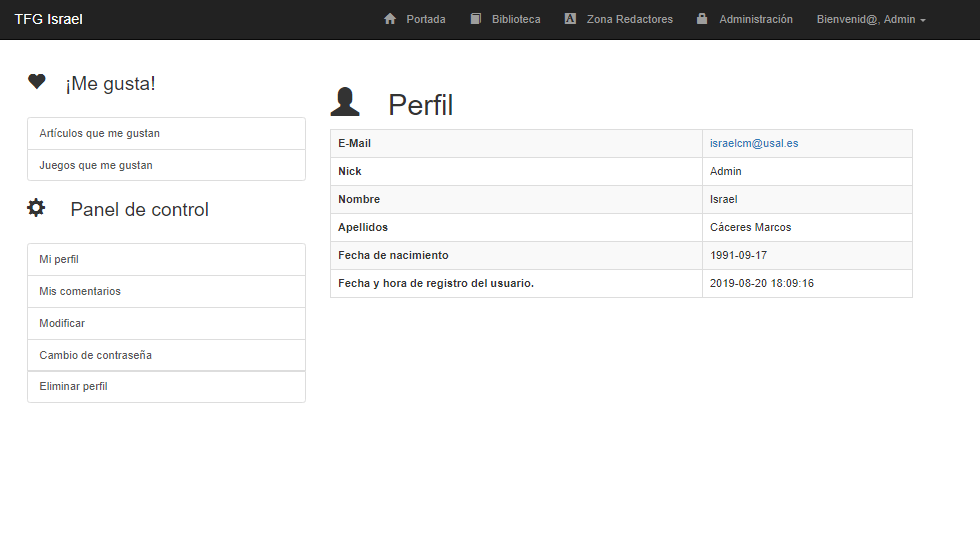 TFG Israel
Portada
Biblioteca
Zona Redactores
Administración
Bienvenid@, Admin
¡Me gusta!
Artículos que me gustan
Juegos que me gustan
Panel de control
Mi perfil
Mis comentarios
Modificar
Cambio de contraseña
Eliminar perfil
Perfil
E-Mail israelcm@usal.es
Nick Admin
Nombre Israel
Apellidos Cáceres Marcos
Fecha de nacimiento 1991-09-17
Fecha y hora de registro del usuario. 2019-08-20 18:09:16